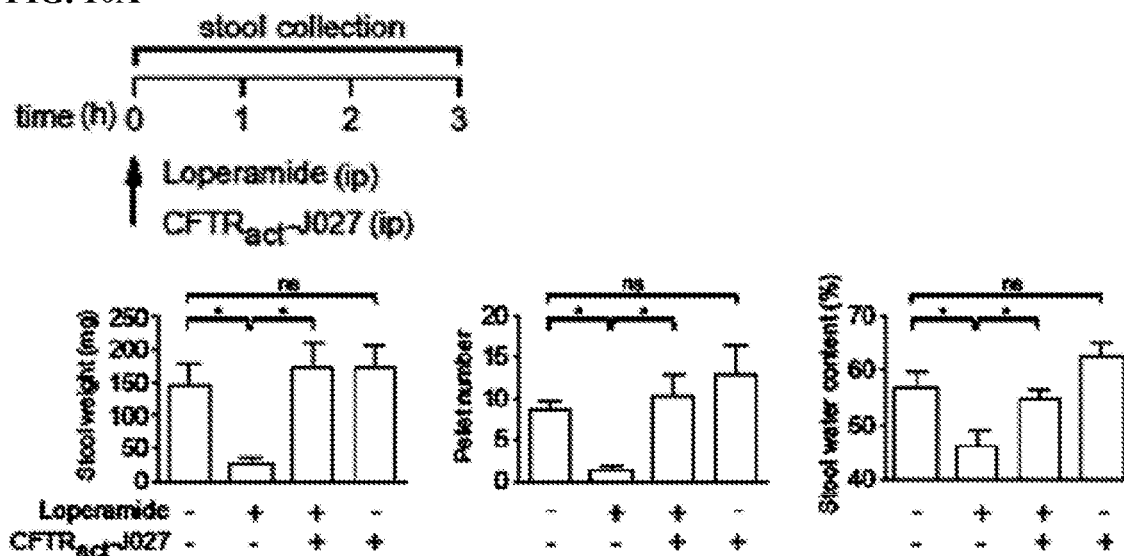 FIG. 10A
stool collection
time (h) 0 1 2 3
Loperamide (ip)
CFTRact-J027 (ip)
ns
* *
Stool weight (mg)
250
200
150
100
50
0
ns
* *
Pellet number
20
15
10
5
0
ns
* *
Stool water content (%)
70
60
50
40
Loperamide - + + - - + + - - + + -
CFTRact-J027 - - + + - - + + - - + +